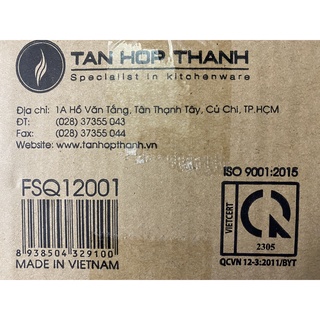 TAN HOP THANH
Specialist in kitchenware
Địa chỉ: 1A Hồ Văn Tắng, Tân Thạnh Tây, Củ Chi, TP.HCM
ĐT: (028) 37355 043
Fax: (028) 37355 044
Website: www.tanhopthanh.vn
FSQ12001
ISO 9001:2015
VIETCERT
2305
8 938504 329100
MADE IN VIETNAM
QCVN 12-3:2011/BYT